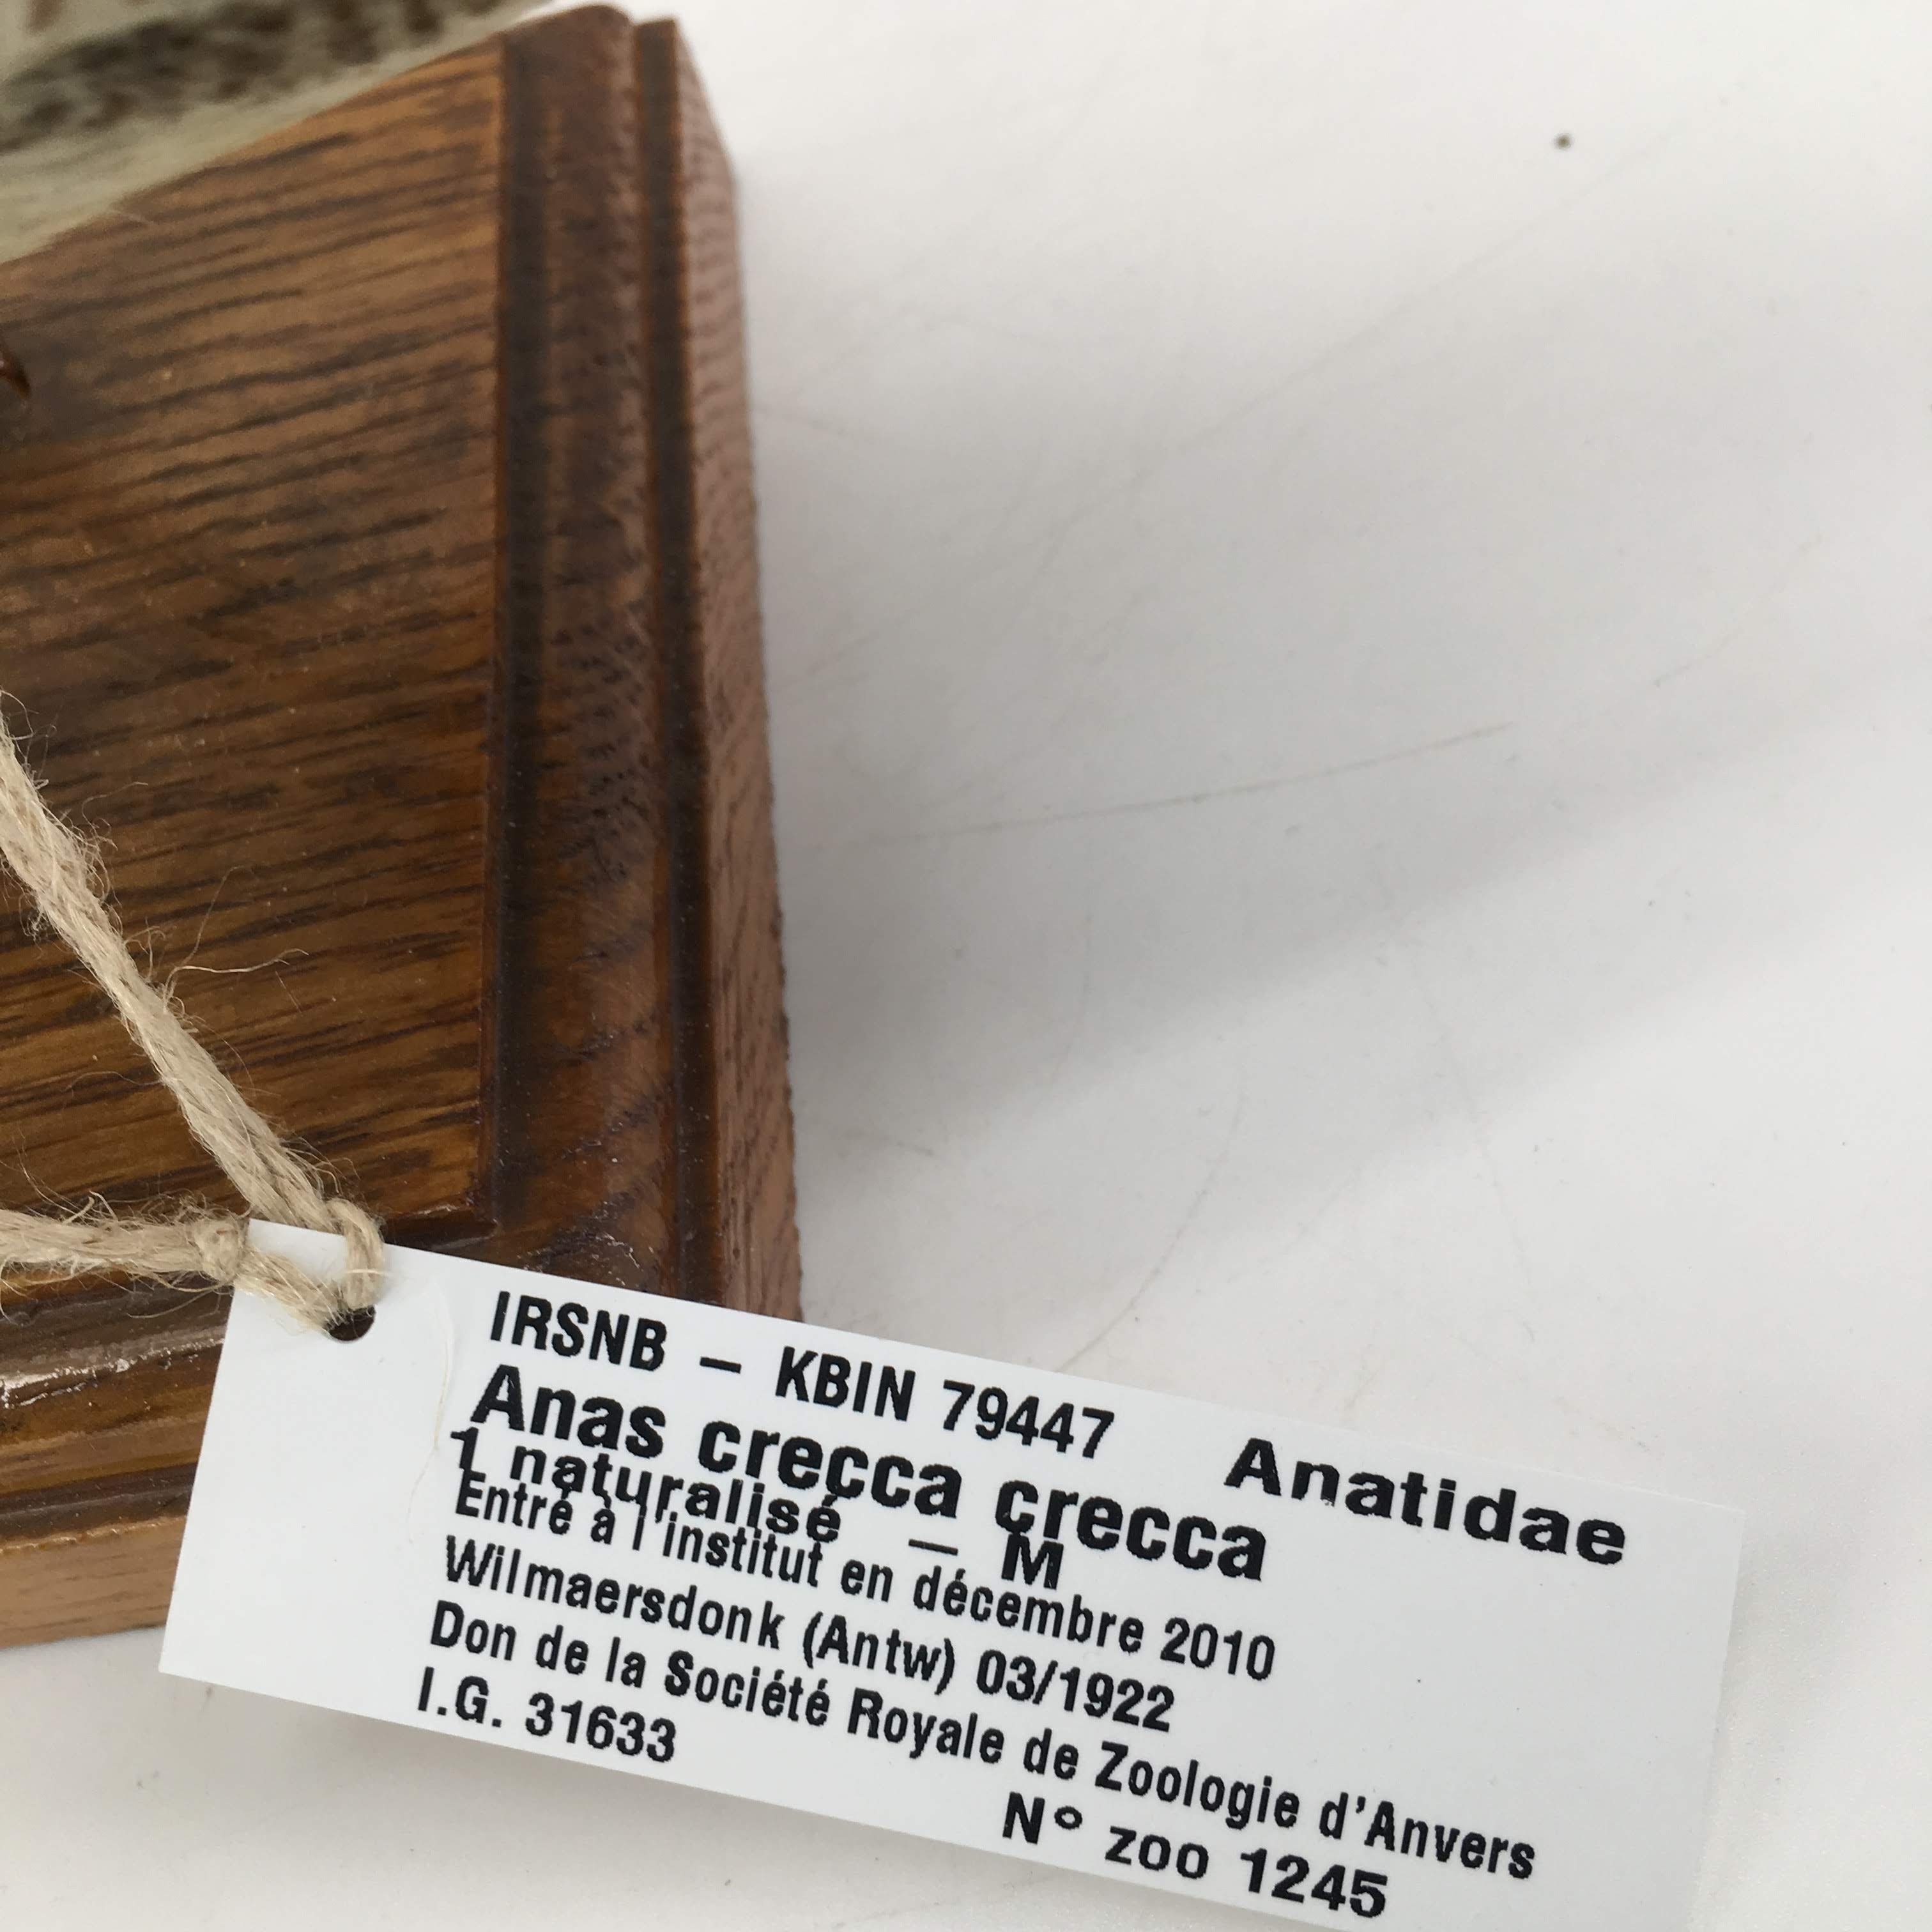 IRSNB – KBIN 79447 Anatidae
Anas crecca crecca
1 naturalisé – M
Entré à l'institut en décembre 2010
Wilmaersdonk (Antw) 03/1922
Don de la Société Royale de Zoologie d'Anvers
I.G. 31633 N° zoo 1245